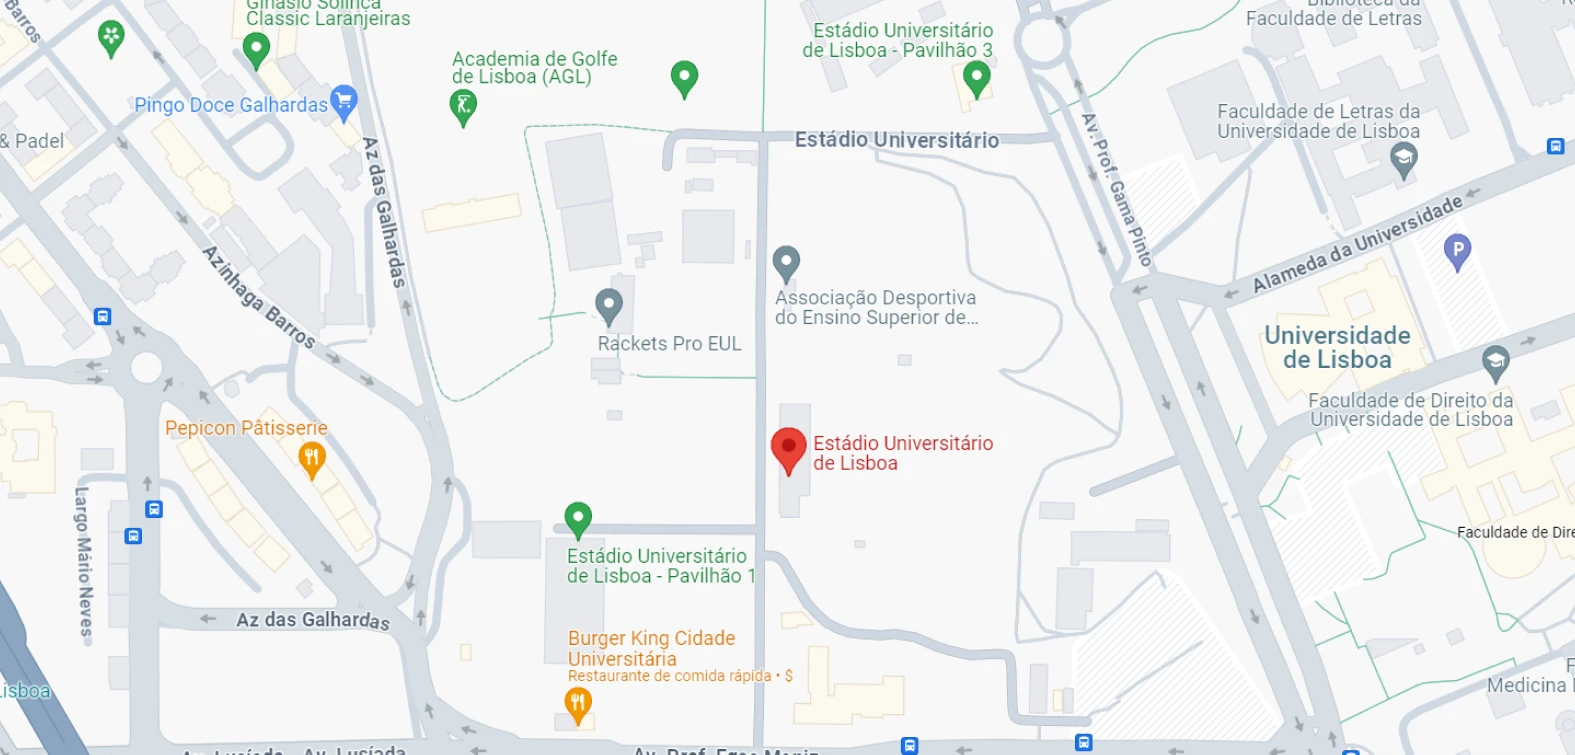 Ginásio Solinca
Classic Laranjeiras
Barros
Academia de Golfe
de Lisboa (AGL)
Estádio Universitário
de Lisboa - Pavilhão 3
Biblioteca da
Faculdade de Letras
Pingo Doce Galhardas
& Padel
Az das Galhardas
Estádio Universitário
Av. Prof. Gama Pinto
Faculdade de Letras da
Universidade de Lisboa
Alameda da Universidade
P
Azinhaga Barros
Associação Desportiva
do Ensino Superior de...
Rackets Pro EUL
Universidade
de Lisboa
Faculdade de Direito da
Universidade de Lisboa
Pepicon Pâtisserie
Estádio Universitário
de Lisboa
Largo Mário Neves
Estádio Universitário
de Lisboa - Pavilhão 1
Faculdade de Dire
Az das Galhardas
Burger King Cidade
Universitária
Restaurante de comida rápida • $
Lisboa
F
Medicina
Av. Lusíada
Av. Prof. Egas Moniz